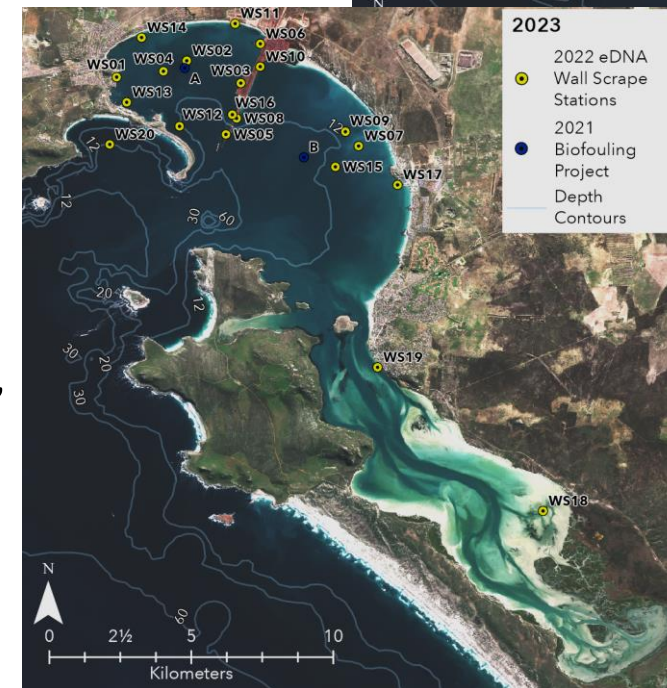 N
2023
2022 eDNA
Wall Scrape
Stations
2021
Biofouling
Project
Depth
Contours
WS11
WS14
WS06
WS02
WS04
WS10
A
WS01
WS03
WS13
WS16
WS12
WS08
WS09
12
WS05
WS07
WS20
12
B
WS15
WS17
12
30
60
20
12
30
20
30
WS19
WS18
60
N
0 2½ 5 10
Kilometers
,